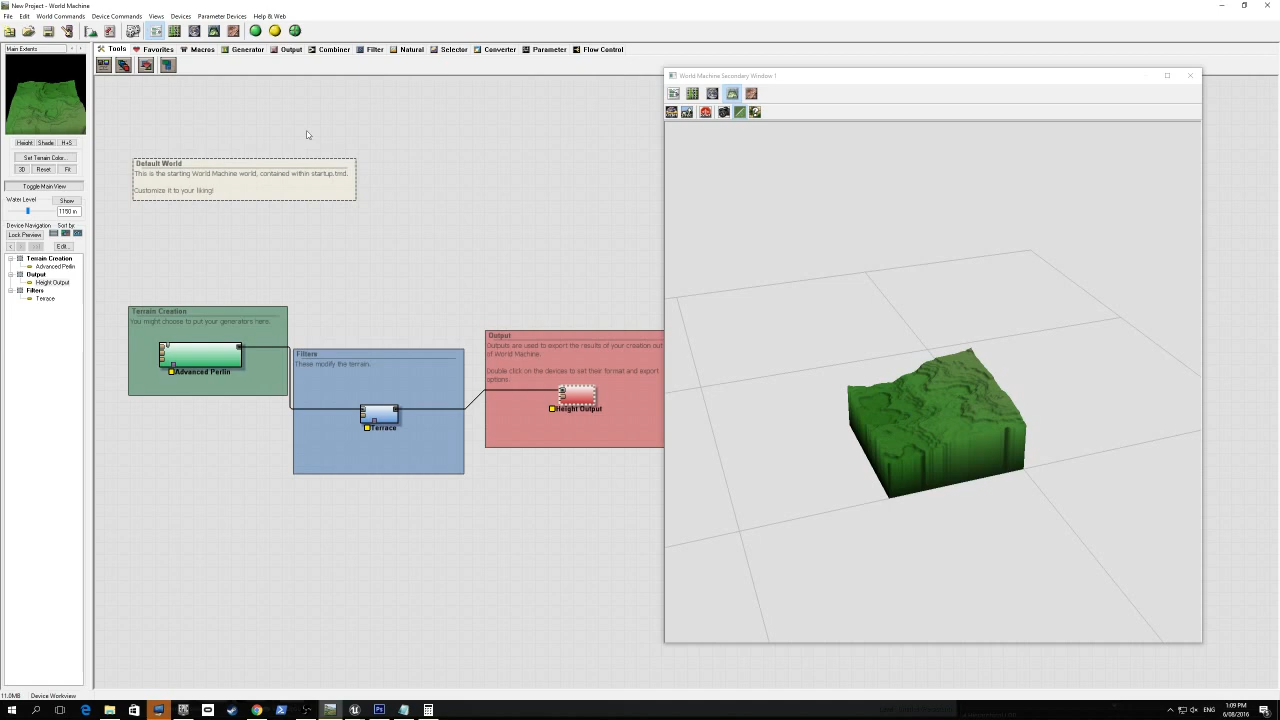 New Project - World Machine
File Edit World Commands Device Commands Views Devices Parameter Devices Help & Web
Main Extents
Tools Favorites Macros Generator Output Combiner Filter Natural Selector Converter Parameter Flow Control
World Machine Secondary Window 1
Height Shade H+S
Set Terrain Color...
3D Reset Fit
Toggle Main View
Water Level Show
1150 m
Device Navigation Sort by:
Lock Preview
Edit...
Terrain Creation
Advanced Perlin
Output
Height Output
Filters
Terrace
Default World
This is the starting World Machine world, contained within startup.tmd.
Customize it to your liking!
Terrain Creation
You might choose to put your generators here.
Advanced Perlin
Filters
These modify the terrain.
Terrace
Output
Outputs are used to export the results of your creation out
of World Machine.
Double click on the devices to set their format and export
options.
Height Output
11.0MB Device Workview
ENG
1:09 PM
6/08/2016